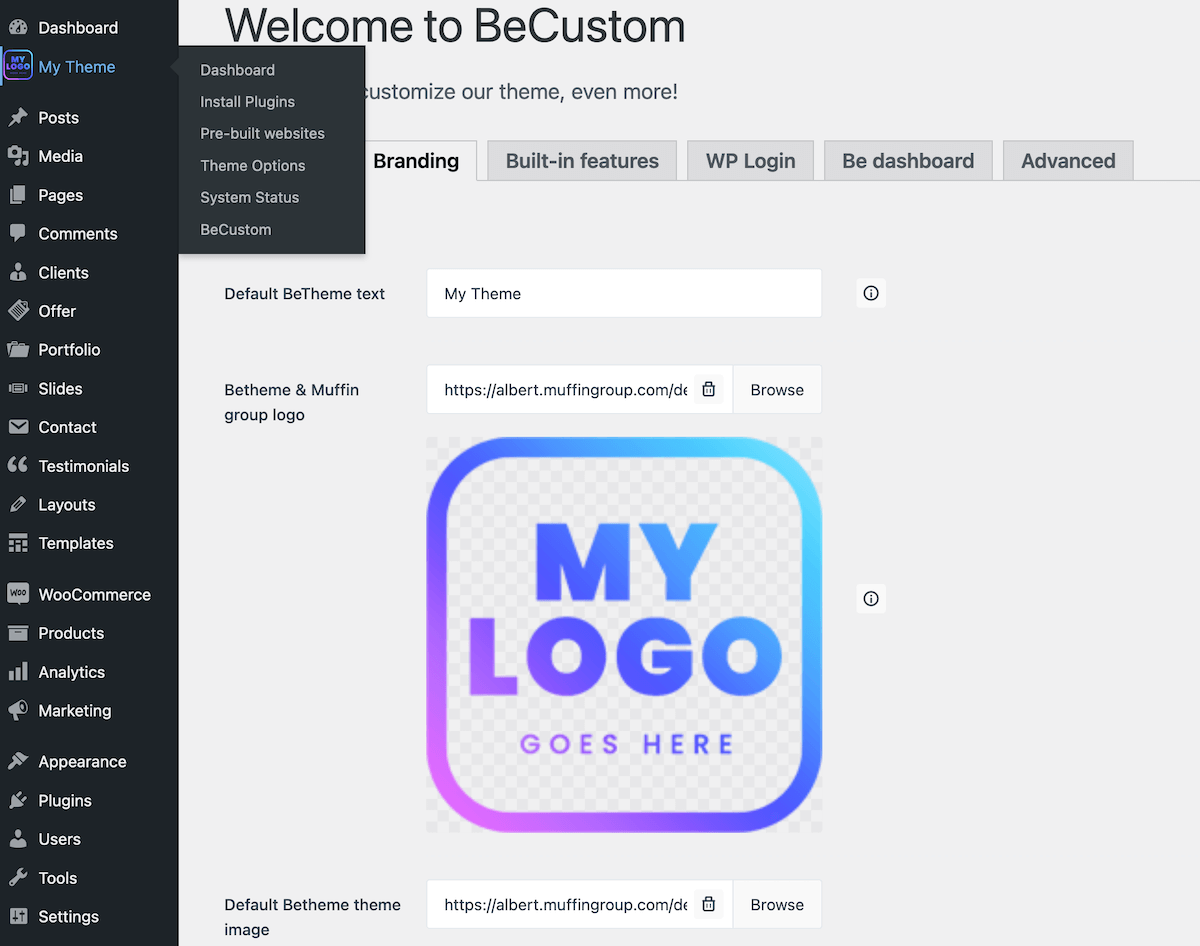 Dashboard
MY
LOGO
My Theme
Posts
Media
Pages
Comments
Clients
Offer
Portfolio
Slides
Contact
Testimonials
Layouts
Templates
Woo
WooCommerce
Products
Analytics
Marketing
Appearance
Plugins
Users
Tools
Settings
Dashboard
Install Plugins
Pre-built websites
Theme Options
System Status
BeCustom
Welcome to BeCustom
customize our theme, even more!
Branding
Built-in features
WP Login
Be dashboard
Advanced
Default BeTheme text
My Theme
Betheme & Muffin
group logo
https://albert.muffingroup.com/de
Browse
MY
LOGO
GOES HERE
Default Betheme theme
image
https://albert.muffingroup.com/de
Browse